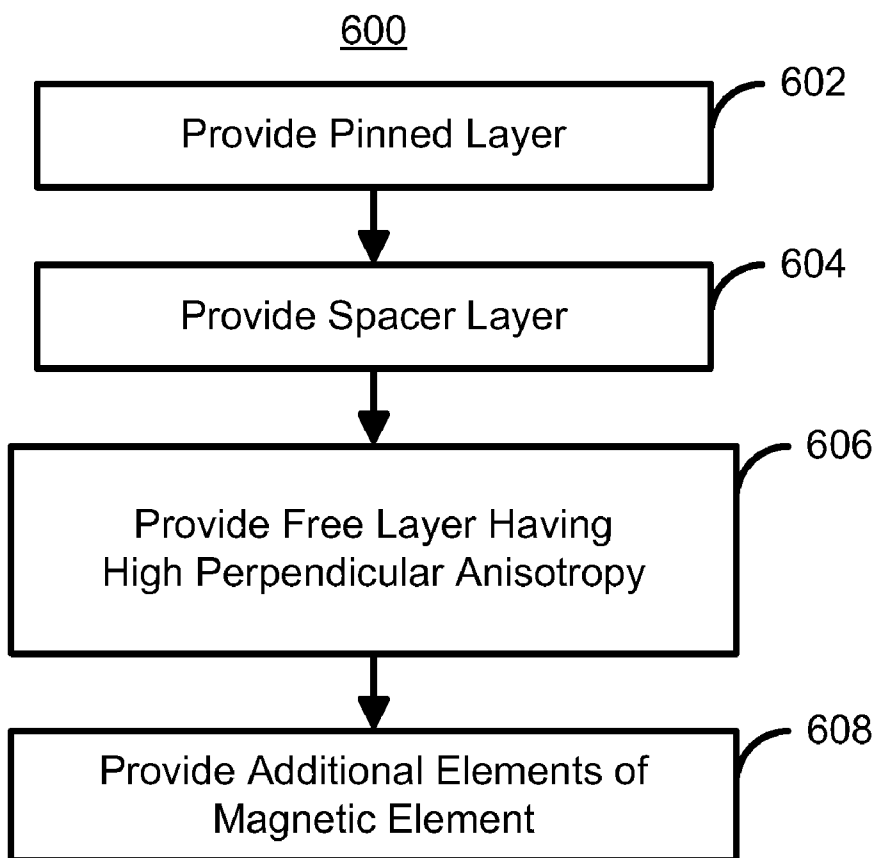 600
602
Provide Pinned Layer
604
Provide Spacer Layer
606
Provide Free Layer Having
High Perpendicular Anisotropy
608
Provide Additional Elements of
Magnetic Element